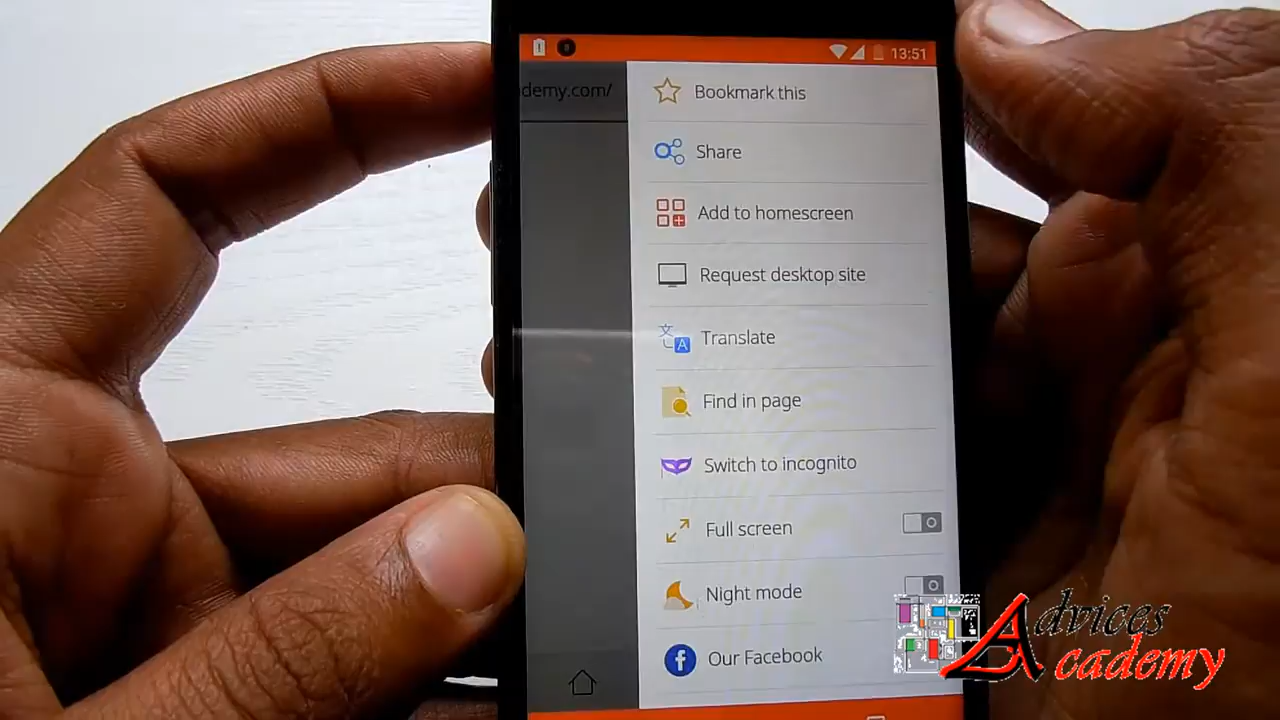 13:51
demy.com/
Bookmark this
Share
Add to homescreen
Request desktop site
文
A
Translate
Find in page
Switch to incognito
Full screen
Night mode
f
Our Facebook
Advices
Academy